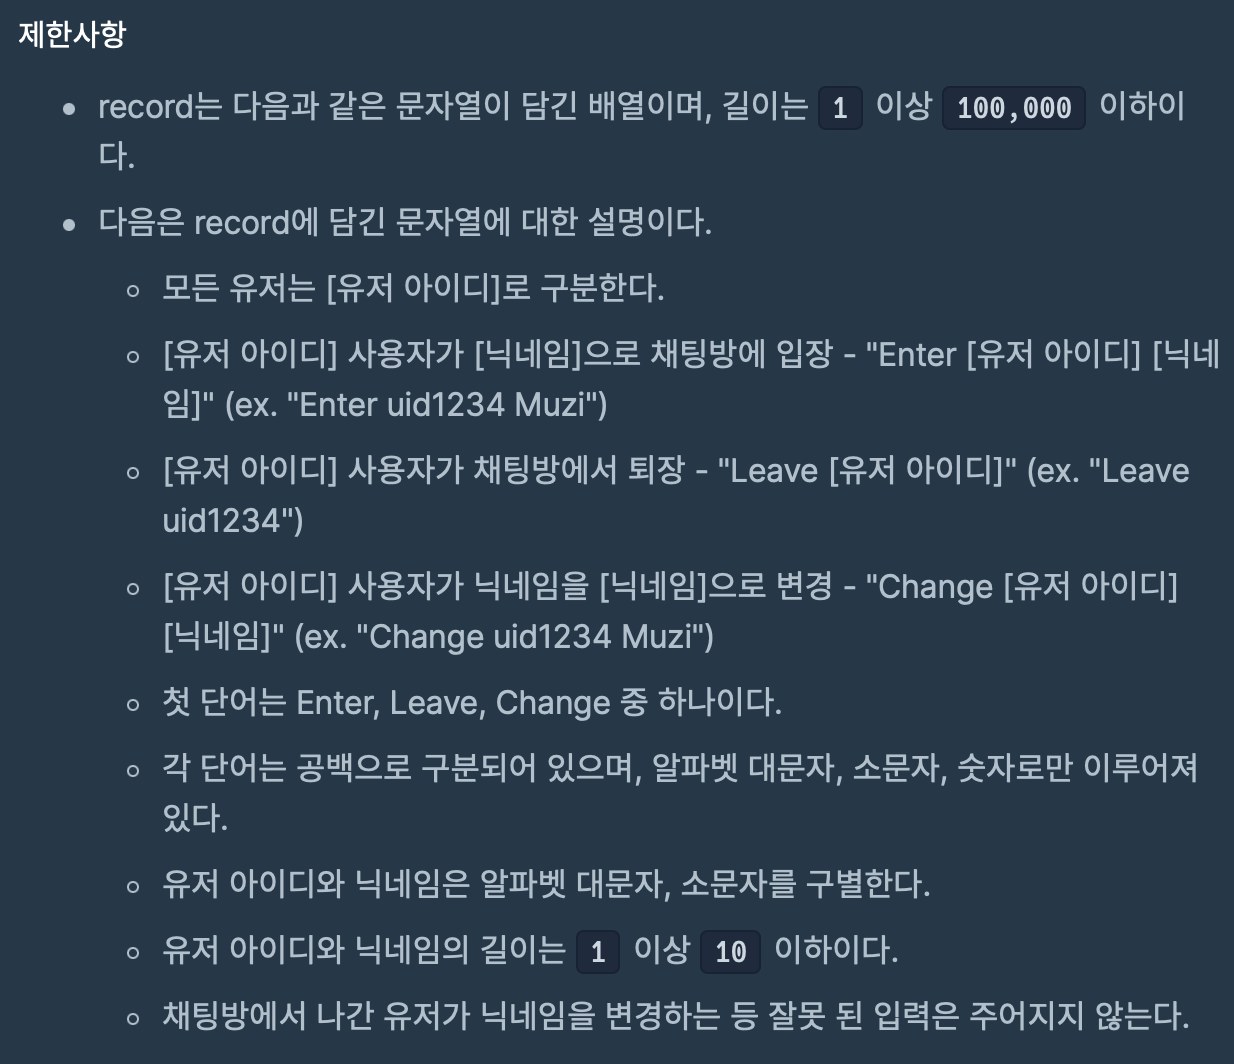 제한사항
record는 다음과 같은 문자열이 담긴 배열이며, 길이는 1 이상 100,000 이하이
다.
다음은 record에 담긴 문자열에 대한 설명이다.
모든 유저는 [유저 아이디]로 구분한다.
[유저 아이디] 사용자가 [닉네임]으로 채팅방에 입장 - "Enter [유저 아이디] [닉네
임]" (ex. "Enter uid1234 Muzi")
[유저 아이디] 사용자가 채팅방에서 퇴장 - "Leave [유저 아이디]" (ex. "Leave
uid1234")
[유저 아이디] 사용자가 닉네임을 [닉네임]으로 변경 - "Change [유저 아이디]
[닉네임]" (ex. "Change uid1234 Muzi")
첫 단어는 Enter, Leave, Change 중 하나이다.
각 단어는 공백으로 구분되어 있으며, 알파벳 대문자, 소문자, 숫자로만 이루어져
있다.
유저 아이디와 닉네임은 알파벳 대문자, 소문자를 구별한다.
유저 아이디와 닉네임의 길이는 1 이상 10 이하이다.
채팅방에서 나간 유저가 닉네임을 변경하는 등 잘못 된 입력은 주어지지 않는다.